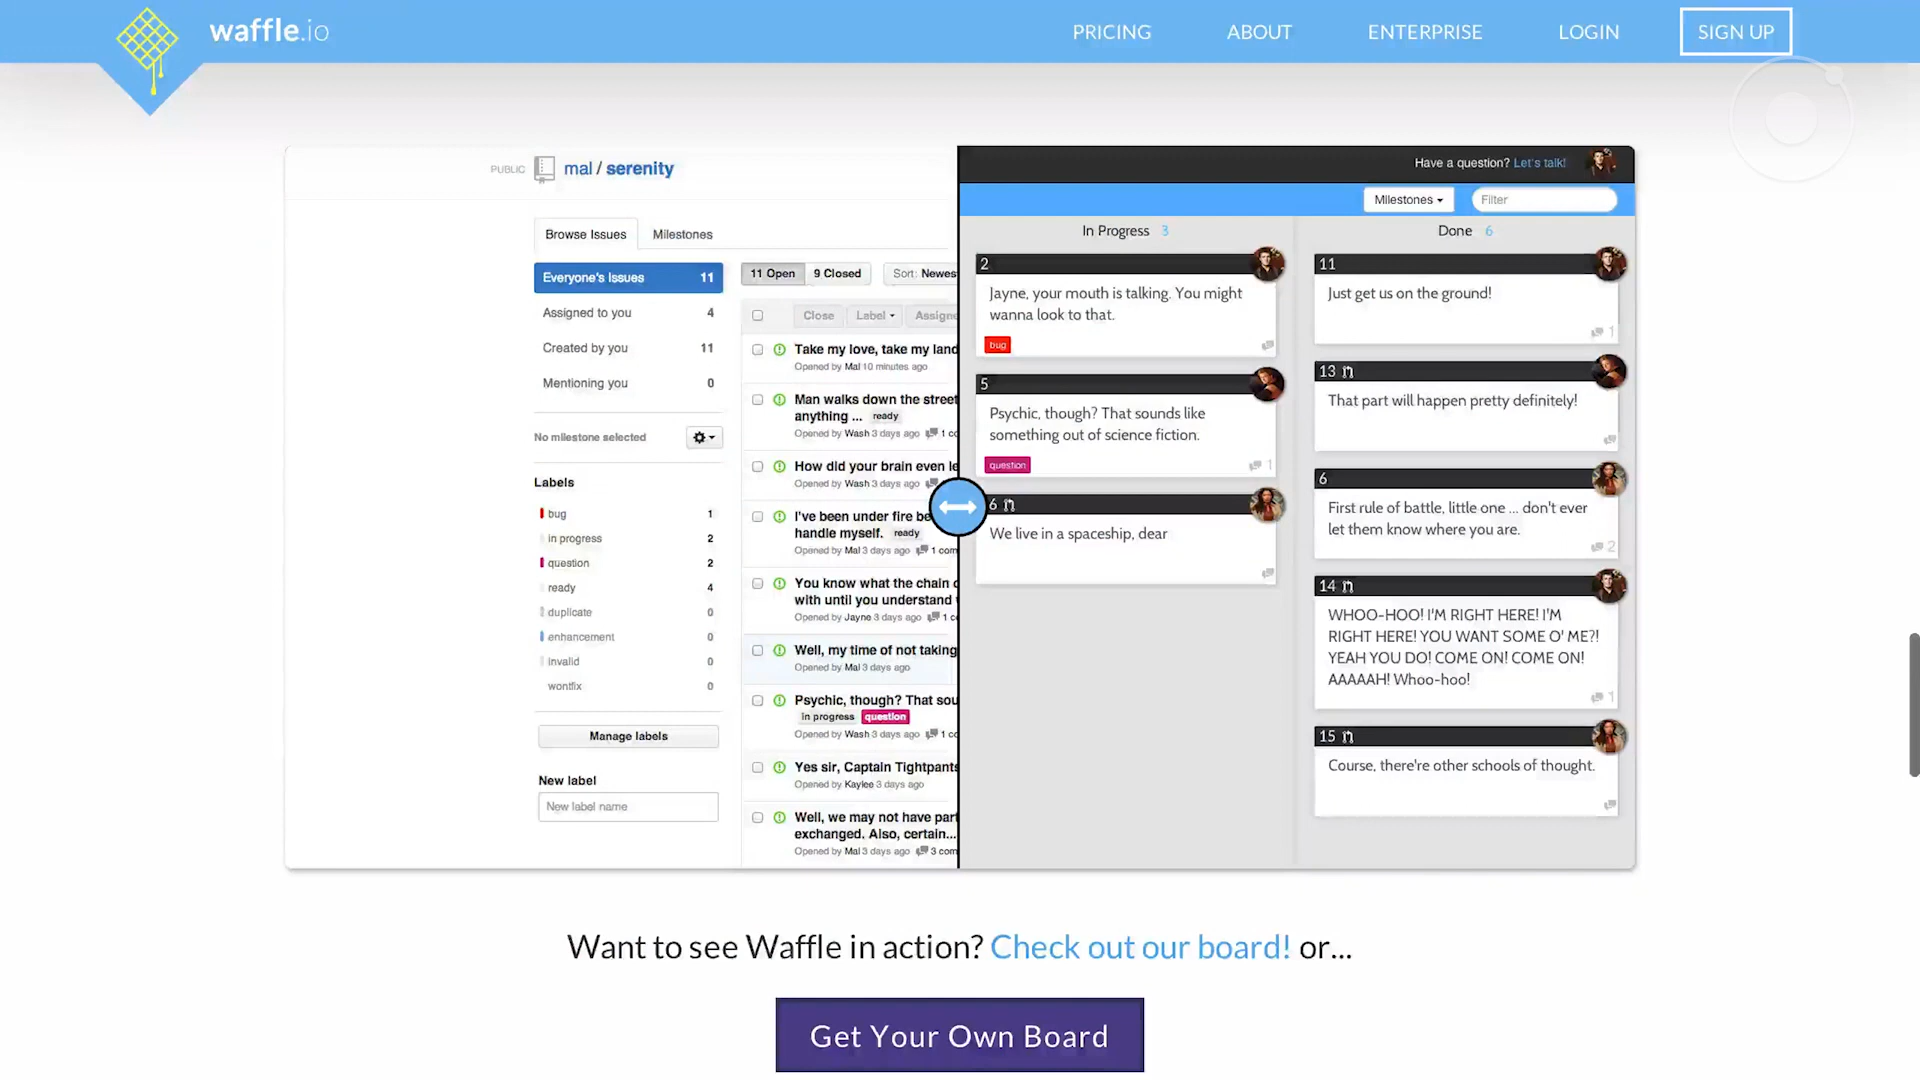 waffle.io
PRICING
ABOUT
ENTERPRISE
LOGIN
SIGN UP
PUBLIC mal / serenity
Browse Issues
Milestones
Everyone's Issues 11
Assigned to you 4
Created by you 11
Mentioning you 0
No milestone selected
Labels
bug 1
in progress 2
question 2
ready 4
duplicate 0
enhancement 0
invalid 0
wontfix 0
Manage labels
New label
New label name
11 Open
9 Closed
Sort: Newes
Close
Label
Assigne
Take my love, take my land
Opened by Mal 10 minutes ago
Man walks down the street
anything ... ready
Opened by Wash 3 days ago 1 co
How did your brain even le
Opened by Wash 3 days ago
I've been under fire be
handle myself. ready
Opened by Mal 3 days ago 1 com
You know what the chain
with until you understand
Opened by Jayne 3 days ago 1 c
Well, my time of not taking
Opened by Mal 3 days ago
Psychic, though? That sou
in progress question
Opened by Wash 3 days ago 1 c
Yes sir, Captain Tightpants
Opened by Kaylee 3 days ago
Well, we may not have part
exchanged. Also, certain...
Opened by Mal 3 days ago 3 com
Have a question? Let's talk!
Milestones
Filter
In Progress 3
2
Jayne, your mouth is talking. You might
wanna look to that.
bug
5
Psychic, though? That sounds like
something out of science fiction.
question 1
6
We live in a spaceship, dear
Done 6
11
Just get us on the ground!
1
13
That part will happen pretty definitely!
6
First rule of battle, little one ... don't ever
let them know where you are.
2
14
WHOO-HOO! I'M RIGHT HERE! I'M
RIGHT HERE! YOU WANT SOME O' ME?!
YEAH YOU DO! COME ON! COME ON!
AAAAAH! Whoo-hoo!
1
15
Course, there're other schools of thought.
Want to see Waffle in action? Check out our board! or...
Get Your Own Board